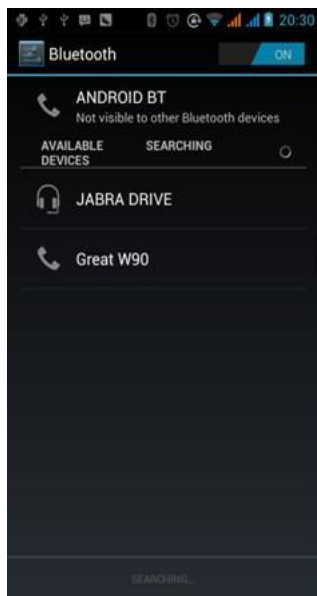 20:30
Bluetooth ON
ANDROID BT
Not visible to other Bluetooth devices
AVAILABLE DEVICES SEARCHING
JABRA DRIVE
Great W90
SEARCHING...